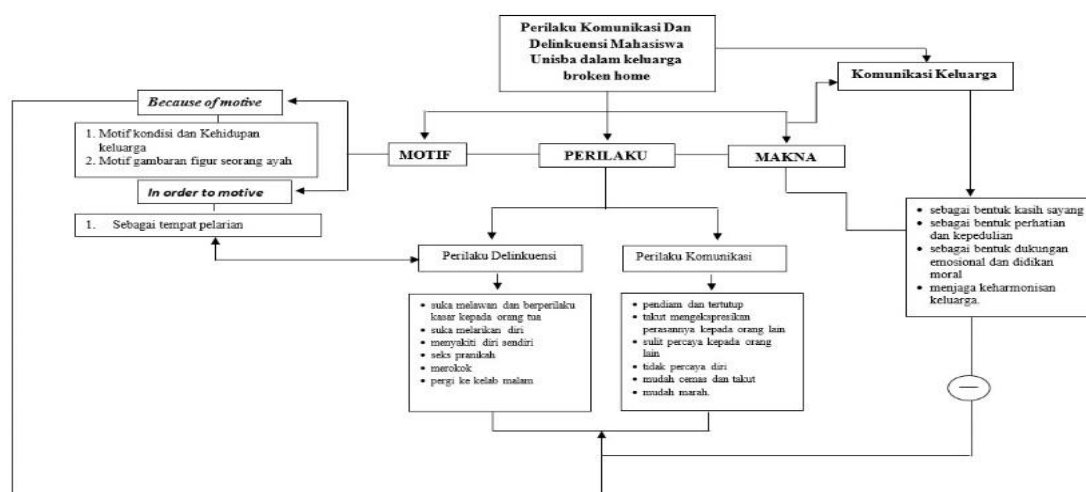 Perilaku Komunikasi Dan
Delinkuensi Mahasiswa
Unisba dalam keluarga
broken home
Komunikasi Keluarga
Because of motive
1. Motif kondisi dan Kehidupan
keluarga
2. Motif gambaran figur seorang ayah
MOTIF
PERILAKU
MAKNA
In order to motive
1. Sebagai tempat pelarian
• sebagai bentuk kasih sayang
• sebagai bentuk perhatian
dan kepedulian
• sebagai bentuk dukungan
emosional dan didikan
moral
• menjaga keharmonisan
keluarga.
Perilaku Delinkuensi
Perilaku Komunikasi
• suka melawan dan berperilaku
kasar kepada orang tua
• suka melarikan diri
• menyakiti diri sendiri
• seks pranikah
• merokok
• pergi ke kelab malam
• pendiam dan tertutup
• takut mengekspresikan
perasannya kepada orang lain
• sulit percaya kepada orang
lain
• tidak percaya diri
• mudah cemas dan takut
• mudah marah.